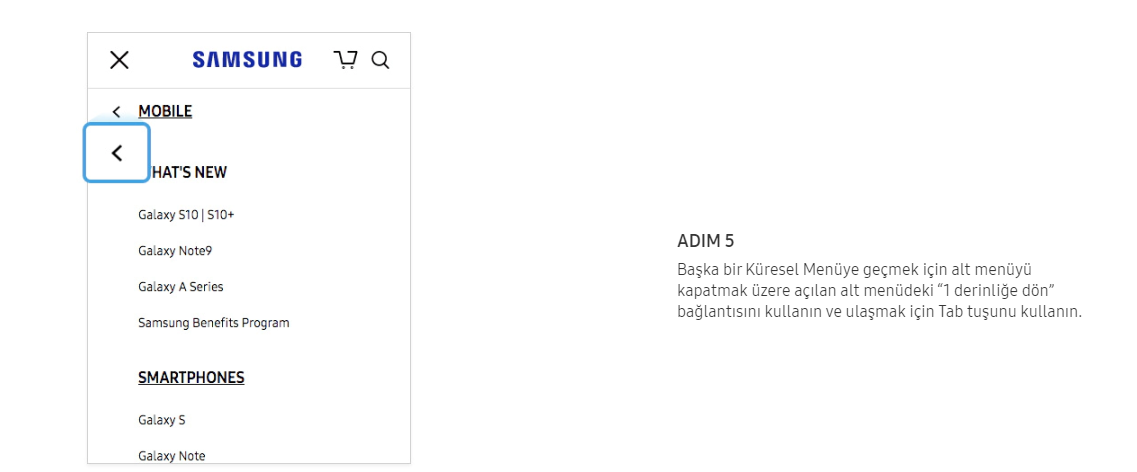 SAMSUNG
MOBILE
HAT'S NEW
Galaxy S10 | S10+
Galaxy Note9
Galaxy A Series
Samsung Benefits Program
SMARTPHONES
Galaxy S
Galaxy Note
ADIM 5
Başka bir Küresel Menüye geçmek için alt menüyü
kapatmak üzere açılan alt menüdeki “1 derinliğe dön”
bağlantısını kullanın ve ulaşmak için Tab tuşunu kullanın.